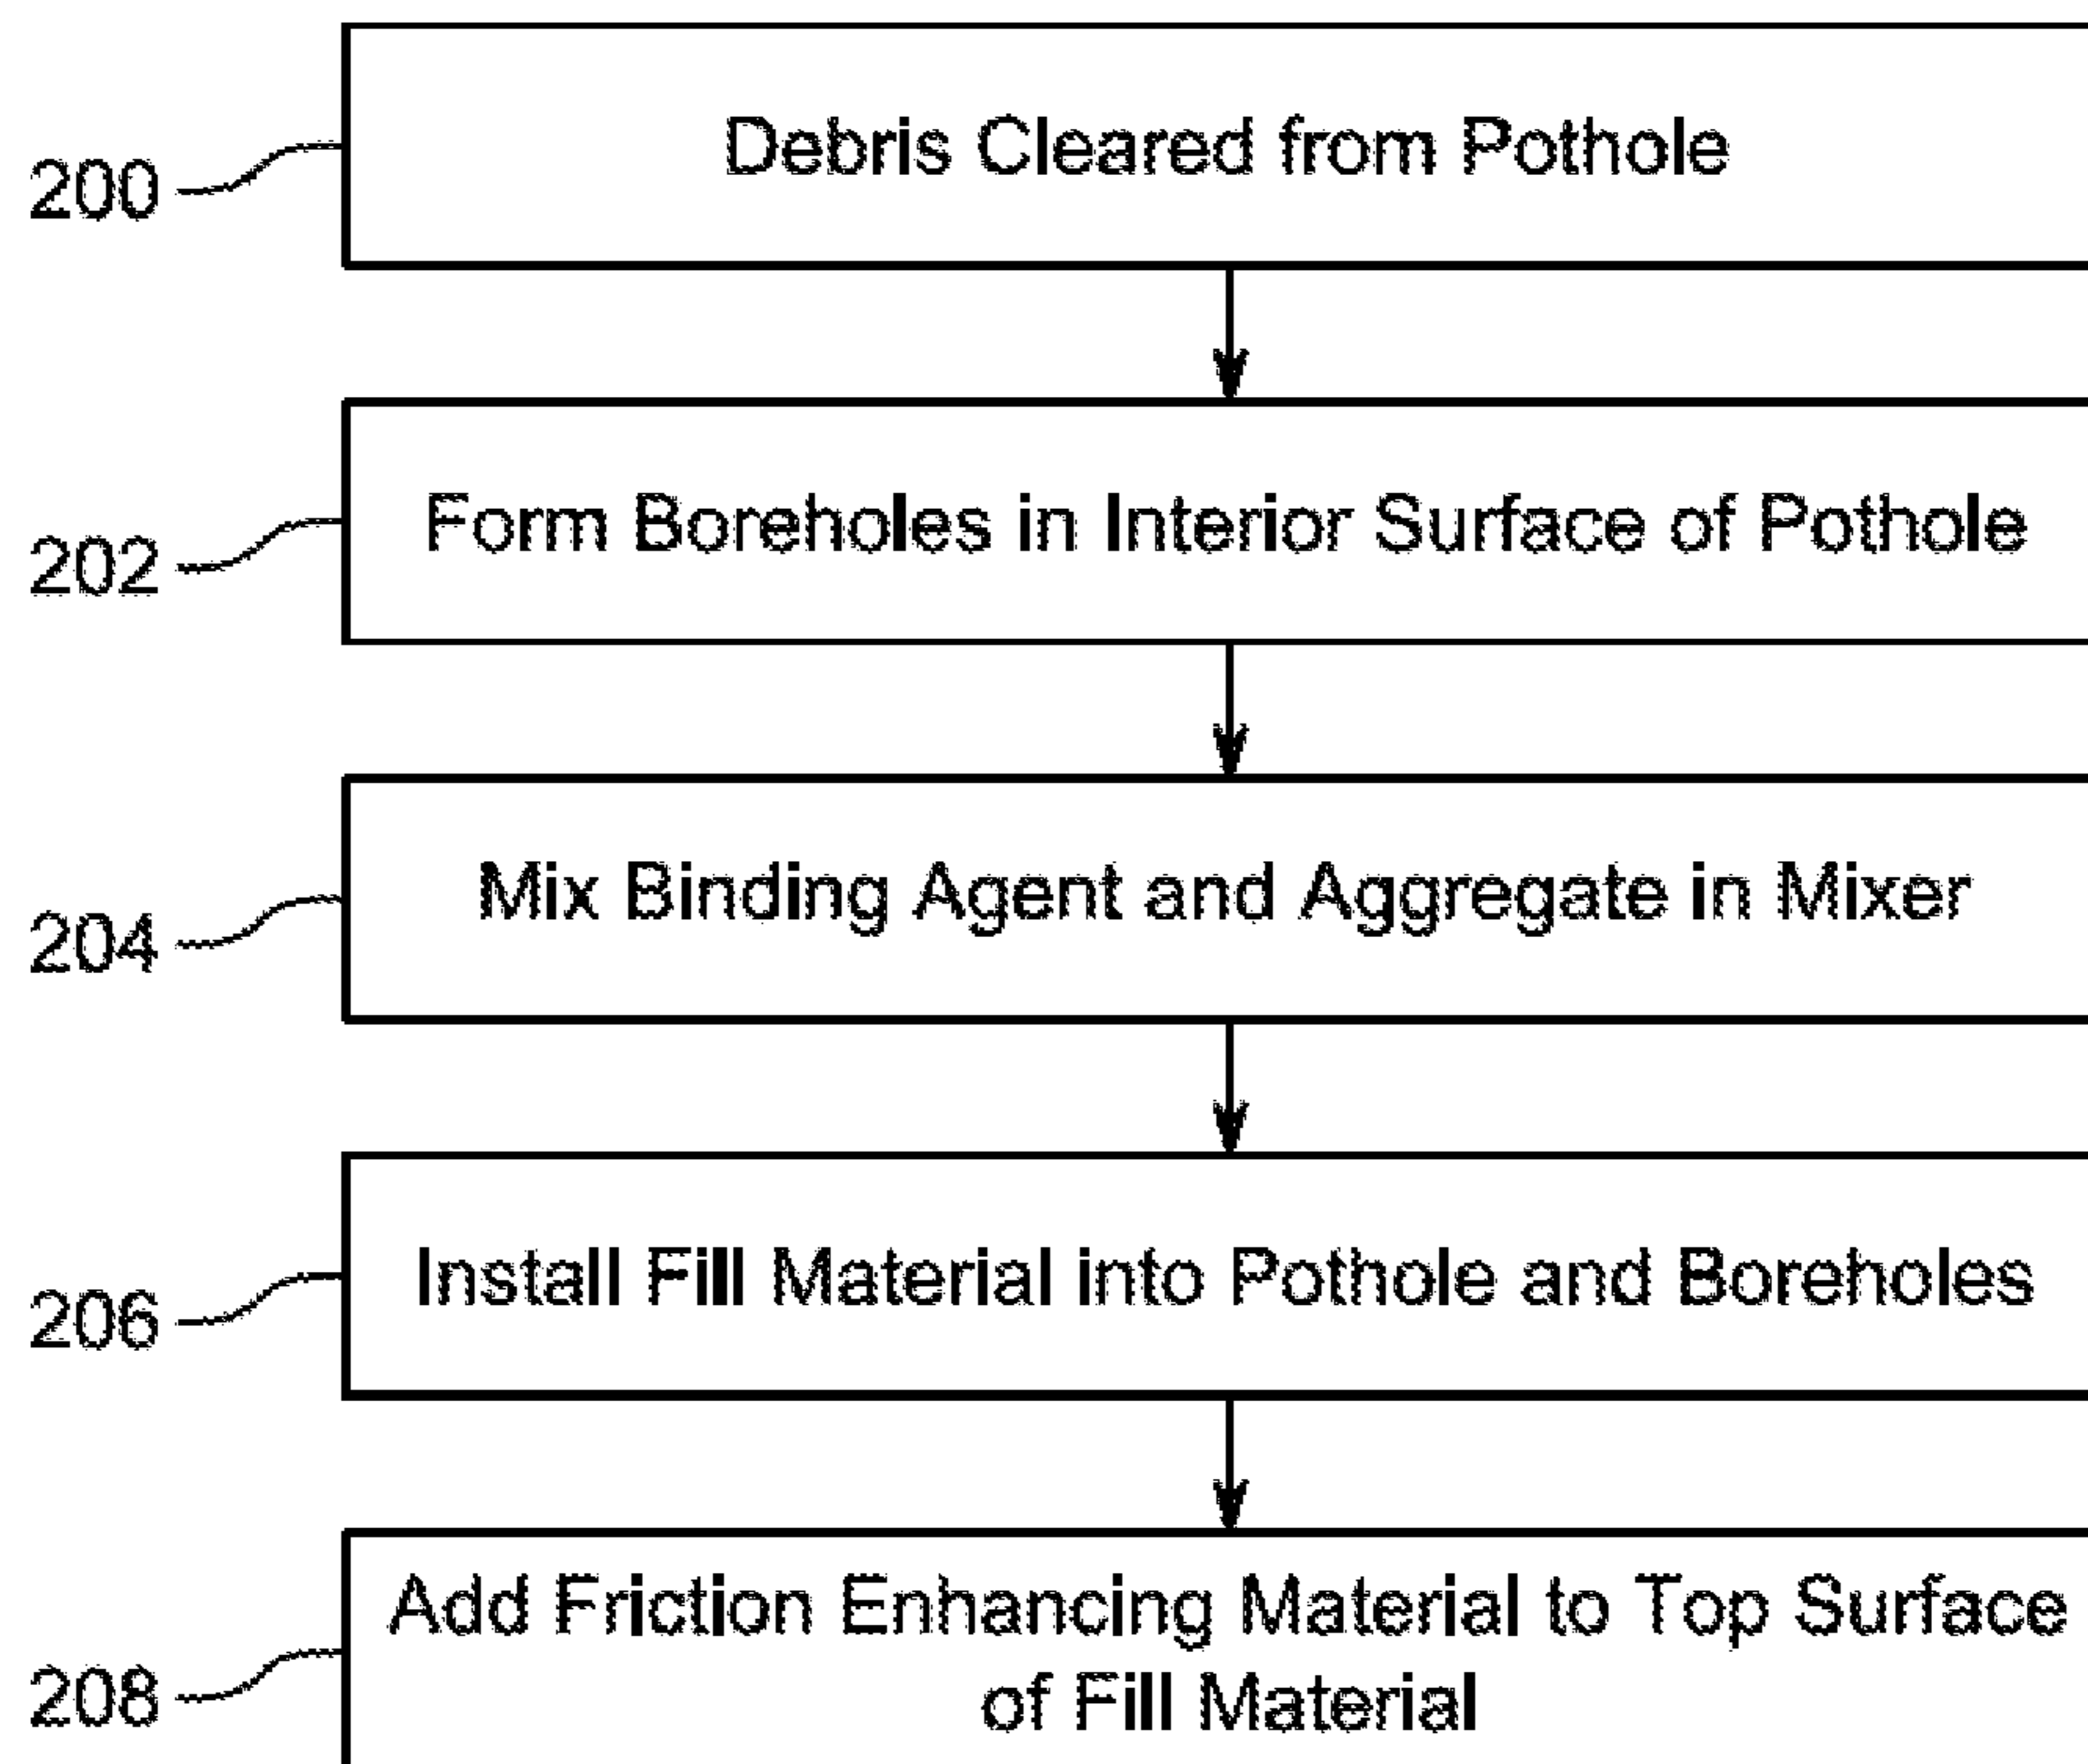 Debris Cleared from Pothole
200
Form Boreholes in Interior Surface of Pothole
202
Mix Binding Agent and Aggregate in Mixer
204
Install Fill Material into Pothole and Boreholes
206
Add Friction Enhancing Material to Top Surface
of Fill Material
208